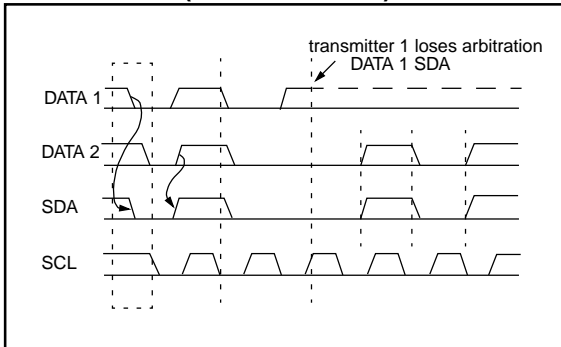 transmitter 1 loses arbitration
DATA 1 SDA
DATA 1
DATA 2
SDA
SCL